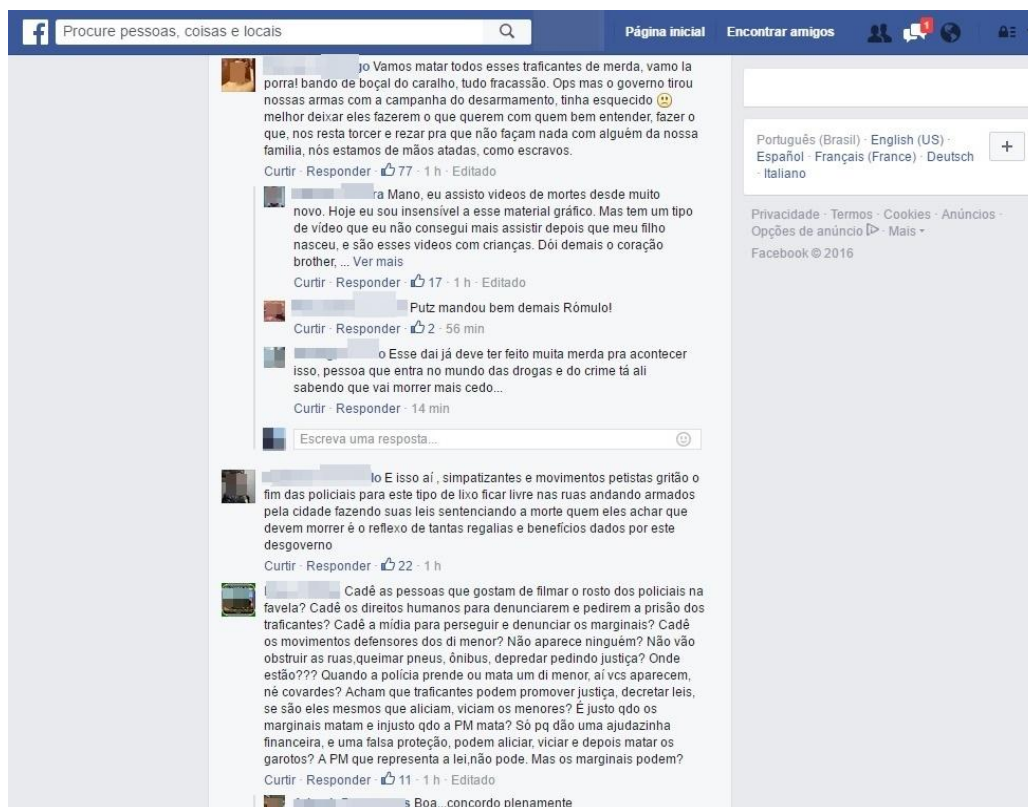 f
Procure pessoas, coisas e locais
Página inicial
Encontrar amigos
1
go Vamos matar todos esses traficantes de merda, vamo la
porra! bando de boçal do caralho, tudo fracassão. Ops mas o governo tirou
nossas armas com a campanha do desarmamento, tinha esquecido
melhor deixar eles fazerem o que querem com quem bem entender, fazer o
que, nos resta torcer e rezar pra que não façam nada com alguém da nossa
familia, nós estamos de mãos atadas, como escravos.
Curtir · Responder · 77 · 1 h · Editado
ra Mano, eu assisto videos de mortes desde muito
novo. Hoje eu sou insensível a esse material gráfico. Mas tem um tipo
de vídeo que eu não consegui mais assistir depois que meu filho
nasceu, e são esses videos com crianças. Dói demais o coração
brother, ... Ver mais
Curtir · Responder · 17 · 1 h · Editado
Putz mandou bem demais Rómulo!
Curtir · Responder · 2 · 56 min
o Esse dai já deve ter feito muita merda pra acontecer
isso, pessoa que entra no mundo das drogas e do crime tá ali
sabendo que vai morrer mais cedo...
Curtir · Responder · 14 min
Escreva uma resposta...
lo E isso aí , simpatizantes e movimentos petistas gritão o
fim das policiais para este tipo de lixo ficar livre nas ruas andando armados
pela cidade fazendo suas leis sentenciando a morte quem eles achar que
devem morrer è o reflexo de tantas regalias e benefícios dados por este
desgoverno
Curtir · Responder · 22 · 1 h
Cadê as pessoas que gostam de filmar o rosto dos policiais na
favela? Cadê os direitos humanos para denunciarem e pedirem a prisão dos
traficantes? Cadê a mídia para perseguir e denunciar os marginais? Cadê
os movimentos defensores dos di menor? Não aparece ninguém? Não vão
obstruir as ruas,queimar pneus, ônibus, depredar pedindo justiça? Onde
estão??? Quando a polícia prende ou mata um di menor, aí vcs aparecem,
né covardes? Acham que traficantes podem promover justiça, decretar leis,
se são eles mesmos que aliciam, viciam os menores? É justo qdo os
marginais matam e injusto qdo a PM mata? Só pq dão uma ajudazinha
financeira, e uma falsa proteção, podem aliciar, viciar e depois matar os
garotos? A PM que representa a lei,não pode. Mas os marginais podem?
Curtir · Responder · 11 · 1 h · Editado
s Boa...concordo plenamente
Português (Brasil) · English (US) ·
Español · Français (France) · Deutsch
· Italiano
+
Privacidade · Termos · Cookies · Anúncios ·
Opções de anúncio · Mais
Facebook © 2016